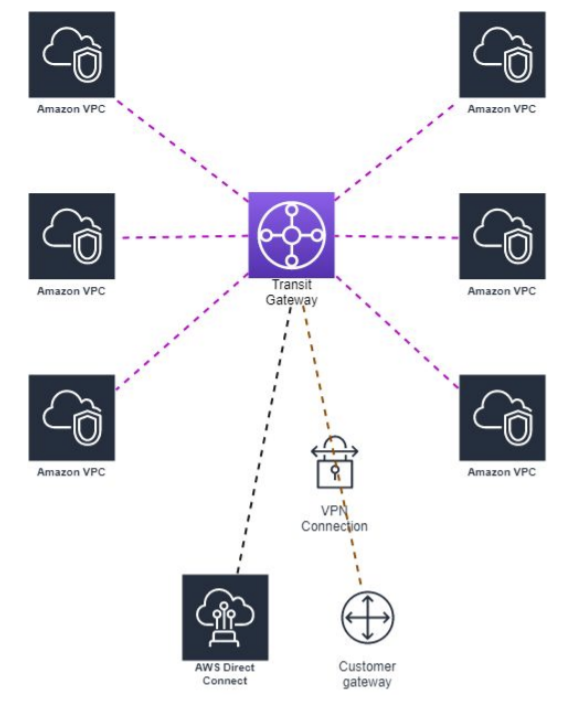 Amazon VPC
Amazon VPC
Amazon VPC
Amazon VPC
Transit
Gateway
Amazon VPC
Amazon VPC
VPN
Connection
AWS Direct
Connect
Customer
gateway